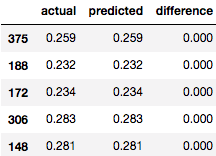 actual predicted difference
375 0.259 0.259 0.000
188 0.232 0.232 0.000
172 0.234 0.234 0.000
306 0.283 0.283 0.000
148 0.281 0.281 0.000